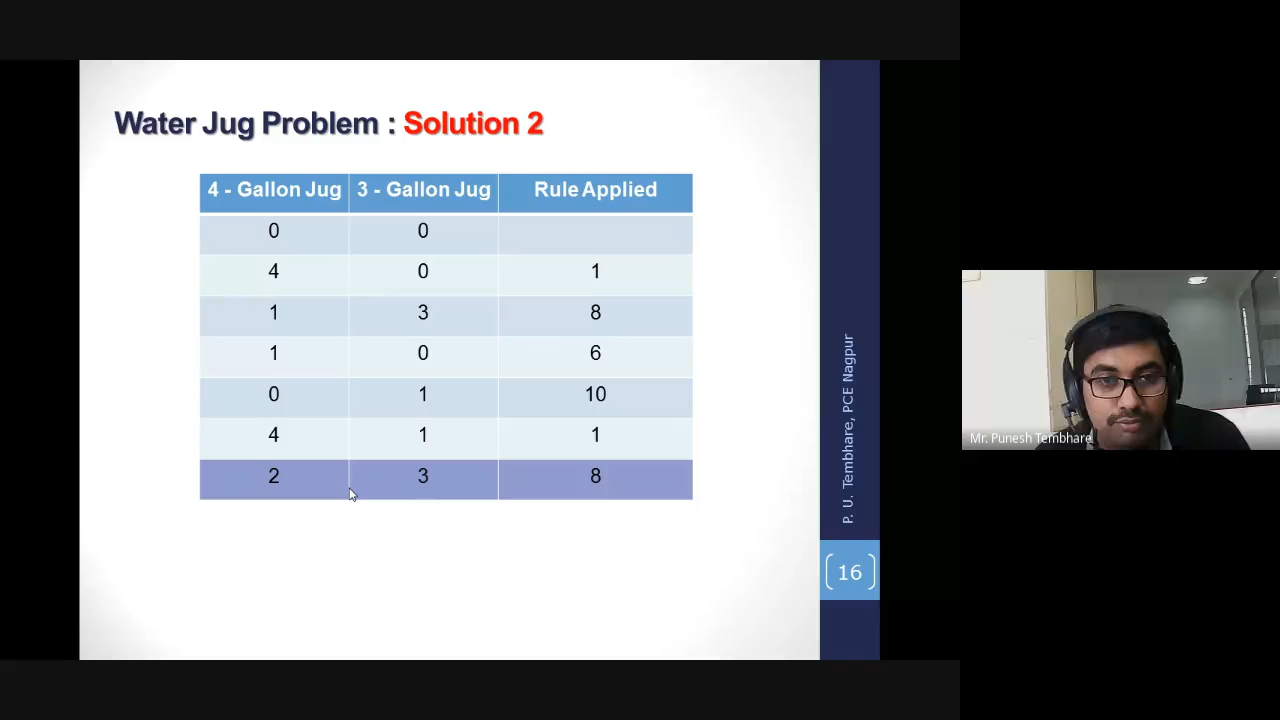 Water Jug Problem : Solution 2
4 - Gallon Jug 3 - Gallon Jug Rule Applied
0 0
4 0 1
1 3 8
1 0 6
0 1 10
4 1 1
2 3 8
P. U. Tembhare, PCE Nagpur
16
Mr. Punesh Tembhare